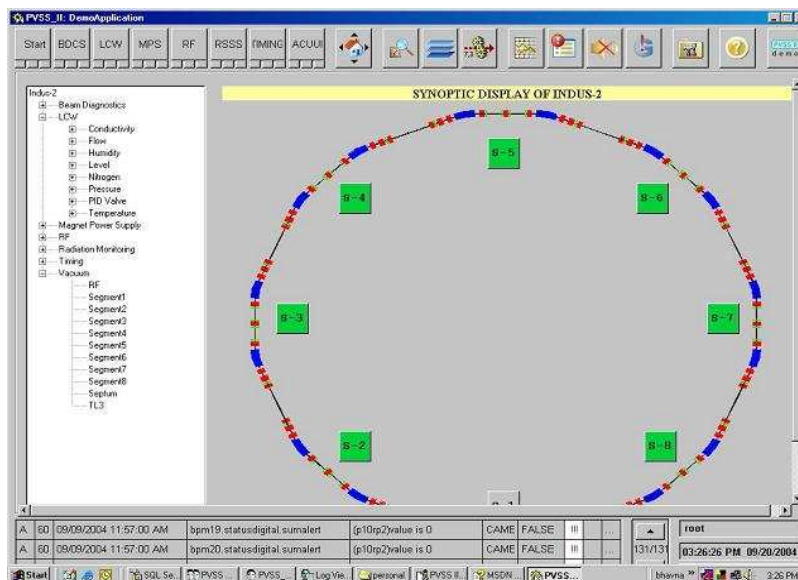 PVSS_II: DemoApplication
Start BDCS LCW MPS RF RSSS TIMING ACUUI
demo
SYNOPTIC DISPLAY OF INDUS-2
Indus-2
Beam Diagnostics
LCW
Conductivity
Flow
Humidity
Level
Nitrogen
Pressure
PID Valve
Temperature
Magnet Power Supply
RF
Radiation Monitoring
Timing
Vacuum
RF
Segment1
Segment2
Segment3
Segment4
Segment5
Segment6
Segment7
Segment8
Septum
TL3
S-5
S-4
S-6
S-3
S-7
S-2
S-8
S-1
A 60 09/09/2004 11:57:00 AM bpm19.statusdigital.sumalert (p10rp2)value is 0 CAME FALSE !!! ...
A 60 09/09/2004 11:57:00 AM bpm20.statusdigital.sumalert (p10rp2)value is 0 CAME FALSE !!! ...
131/131
root
03:26:26 PM 09/20/2004
Start SQL Se... PVSS ... PVSS_... Log Vie... personal PVSS II... MSDN ... PVSS... bhavna » 3:26 PM